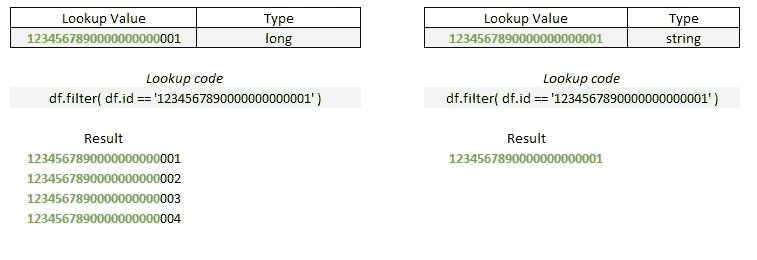 Lookup Value Type
1234567890000000000001 long
Lookup code
df.filter( df.id == '1234567890000000000001' )
Result
1234567890000000000001
1234567890000000000002
1234567890000000000003
1234567890000000000004
Lookup Value Type
1234567890000000000001 string
Lookup code
df.filter( df.id == '1234567890000000000001' )
Result
1234567890000000000001